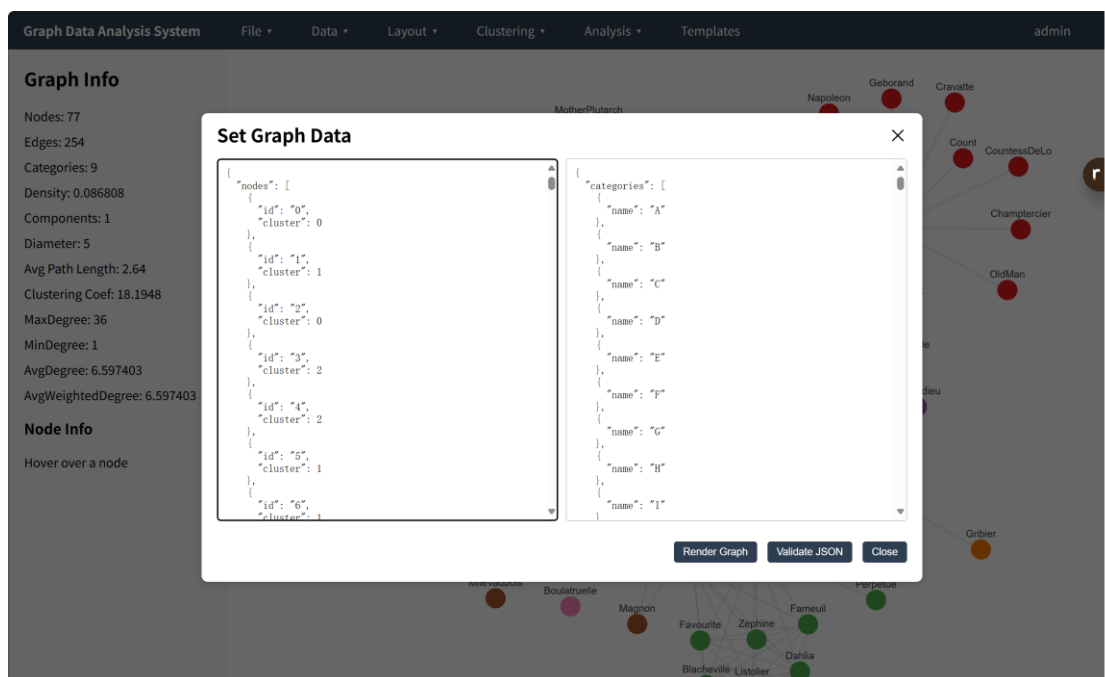 Graph Data Analysis System File Data Layout Clustering Analysis Templates admin
Graph Info
Nodes: 77
Edges: 254
Categories: 9
Density: 0.086808
Components: 1
Diameter: 5
Avg Path Length: 2.64
Clustering Coef: 18.1948
MaxDegree: 36
MinDegree: 1
AvgDegree: 6.597403
AvgWeightedDegree: 6.597403
Node Info
Hover over a node
MotherPlutarch
Napoleon
Geborand
Cravatte
Count
CountessDeLo
Champtercier
OldMan
Set Graph Data
{
"nodes": [
{
"id": "0",
"cluster": 0
},
{
"id": "1",
"cluster": 1
},
{
"id": "2",
"cluster": 0
},
{
"id": "3",
"cluster": 2
},
{
"id": "4",
"cluster": 2
},
{
"id": "5",
"cluster": 1
},
{
"id": "6",
"cluster": 1
{
"categories": [
{
"name": "A"
},
{
"name": "B"
},
{
"name": "C"
},
{
"name": "D"
},
{
"name": "E"
},
{
"name": "F"
},
{
"name": "G"
},
{
"name": "H"
},
{
"name": "I"
}
Render Graph Validate JSON Close
r
le
dieu
Gribier
Perpetue
Boulatruelle
Magnon
Favourite
Zephine
Fameuil
Dahlia
Blacheville
Listolier